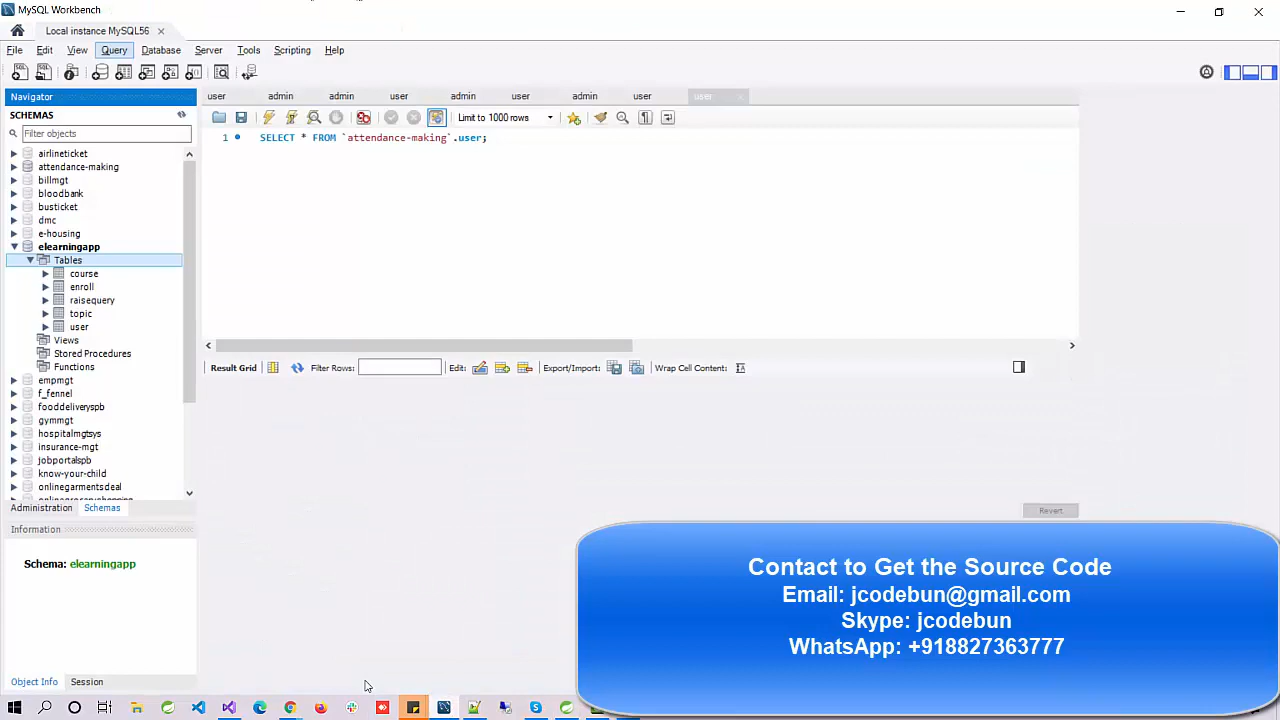 MySQL Workbench
Local instance MySQL56
File Edit View Query Database Server Tools Scripting Help
Navigator
SCHEMAS
Filter objects
airlineticket
attendance-making
billmgt
bloodbank
busticket
dmc
e-housing
elearningapp
Tables
course
enroll
raisequery
topic
user
Views
Stored Procedures
Functions
empmgt
f_fennel
fooddeliveryspb
gymmgt
hospitalmgtsys
insurance-mgt
jobportalspb
know-your-child
onlinegarmentsdeal
onlinegroceryshopping
Administration Schemas
Information
Schema: elearningapp
Object Info Session
user admin admin user admin user admin user user
Limit to 1000 rows
1 SELECT * FROM `attendance-making`.user;
Result Grid Filter Rows: Edit: Export/Import: Wrap Cell Content:
Revert
Contact to Get the Source Code
Email: jcodebun@gmail.com
Skype: jcodebun
WhatsApp: +918827363777